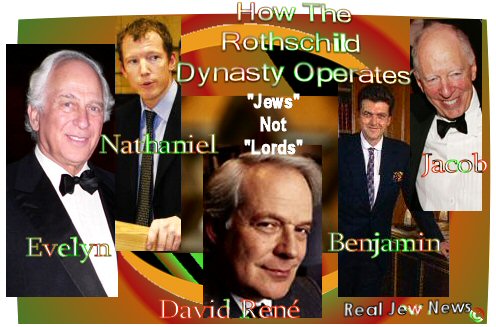 How The
Rothschild
Dynasty Operates
"Jews"
Not
"Lords"
Nathaniel
Jacob
Evelyn
Benjamin
David René
Real Jew News